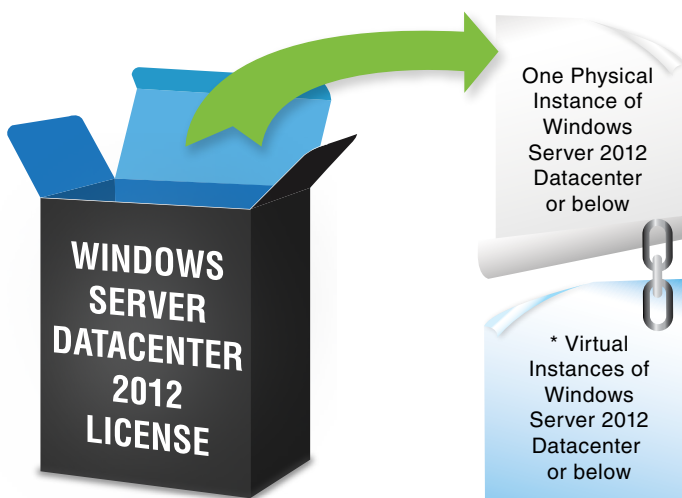 WINDOWS
SERVER
DATACENTER
2012
LICENSE
One Physical
Instance of
Windows
Server 2012
Datacenter
or below
* Virtual
Instances of
Windows
Server 2012
Datacenter
or below